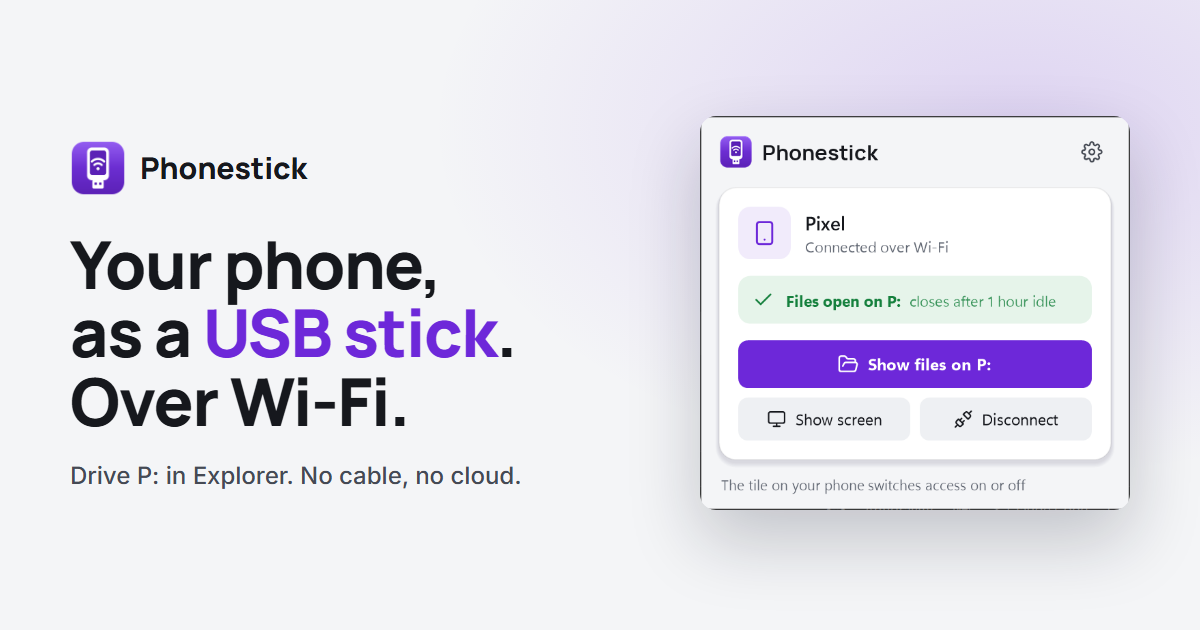 Phonestick
Your phone,
as a USB stick.
Over Wi-Fi.
Drive P: in Explorer. No cable, no cloud.
Phonestick
Pixel
Connected over Wi-Fi
Files open on P: closes after 1 hour idle
Show files on P:
Show screen
Disconnect
The tile on your phone switches access on or off